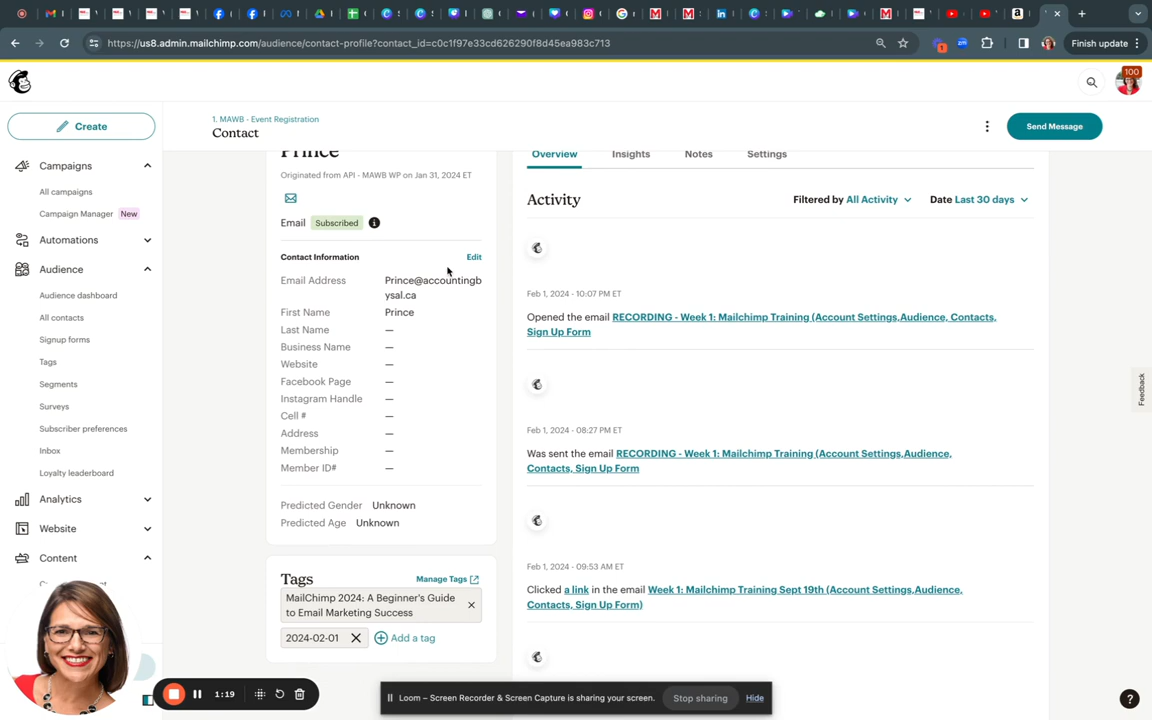 https://us8.admin.mailchimp.com/audience/contact-profile?contact_id=c0c1f97e33cd626290f8d45ea983c713
1
zm
Finish update
100
Create
1. MAWB - Event Registration
Contact
Send Message
Campaigns
All campaigns
Campaign Manager New
Automations
Audience
Audience dashboard
All contacts
Signup forms
Tags
Segments
Surveys
Subscriber preferences
Inbox
Loyalty leaderboard
Analytics
Website
Content
Prince
Originated from API - MAWB WP on Jan 31, 2024 ET
Email Subscribed
Contact Information Edit
Email Address Prince@accountingb
ysal.ca
First Name Prince
Last Name —
Business Name —
Website —
Facebook Page —
Instagram Handle —
Cell # —
Address —
Membership —
Member ID# —
Predicted Gender Unknown
Predicted Age Unknown
Tags Manage Tags
MailChimp 2024: A Beginner's Guide
to Email Marketing Success
2024-02-01 Add a tag
Overview Insights Notes Settings
Activity Filtered by All Activity Date Last 30 days
Feb 1, 2024 - 10:07 PM ET
Opened the email RECORDING - Week 1: Mailchimp Training (Account Settings,Audience, Contacts,
Sign Up Form
Feb 1, 2024 - 08:27 PM ET
Was sent the email RECORDING - Week 1: Mailchimp Training (Account Settings,Audience,
Contacts, Sign Up Form
Feb 1, 2024 - 09:53 AM ET
Clicked a link in the email Week 1: Mailchimp Training Sept 19th (Account Settings,Audience,
Contacts, Sign Up Form)
Feedback
1:19
Loom – Screen Recorder & Screen Capture is sharing your screen. Stop sharing Hide